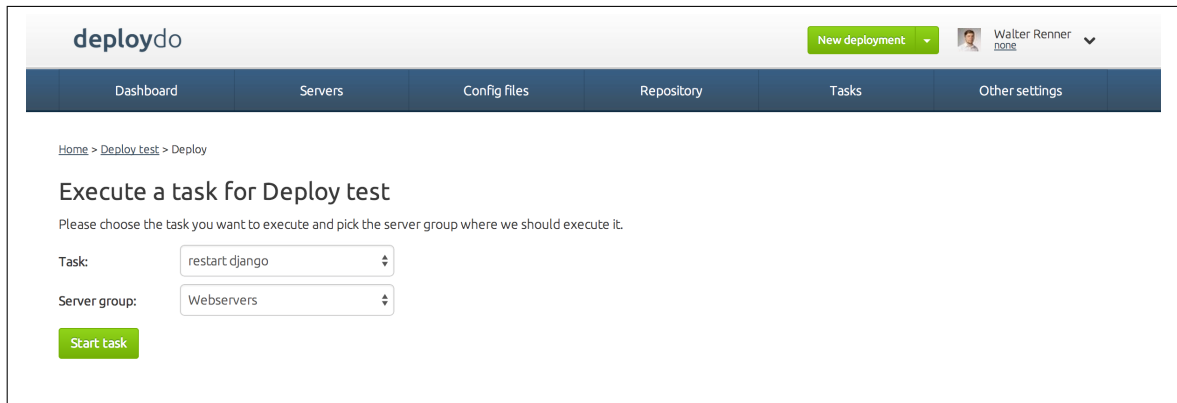 deploydo
New deployment
Walter Renner
none
Dashboard Servers Config files Repository Tasks Other settings
Home > Deploy test > Deploy
Execute a task for Deploy test
Please choose the task you want to execute and pick the server group where we should execute it.
Task: restart django
Server group: Webservers
Start task